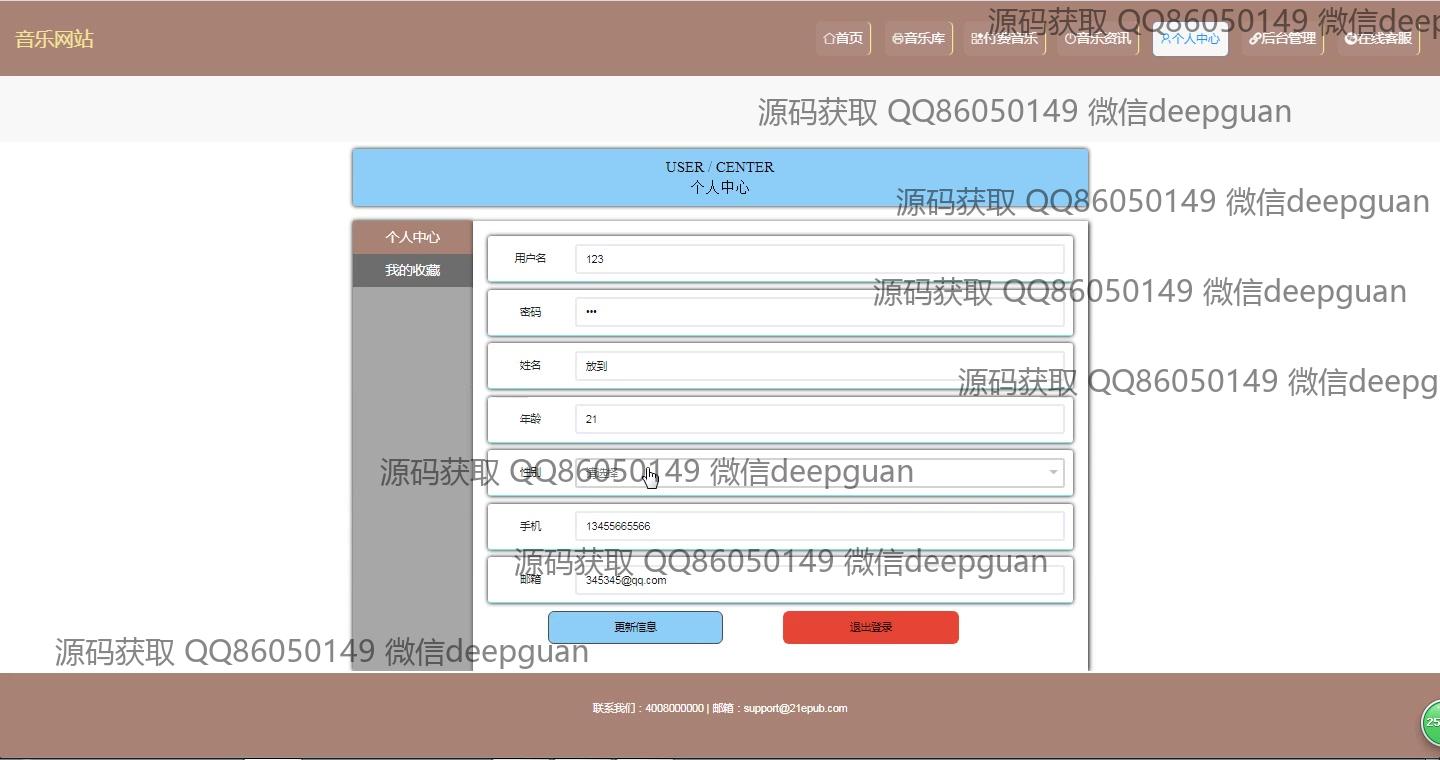 音乐网站
首页 音乐库 付费音乐 音乐资讯 个人中心 后台管理 在线客服
源码获取 QQ86050149 微信deep
源码获取 QQ86050149 微信deepguan
USER / CENTER
个人中心
源码获取 QQ86050149 微信deepguan
个人中心
我的收藏
用户名 123
源码获取 QQ86050149 微信deepguan
密码 •••
姓名 放到
源码获取 QQ86050149 微信deepg
年龄 21
性别 请选择
源码获取 QQ86050149 微信deepguan
手机 13455665566
源码获取 QQ86050149 微信deepguan
邮箱 345345@qq.com
更新信息 退出登录
源码获取 QQ86050149 微信deepguan
联系我们：4008000000 | 邮箱：support@21epub.com
25